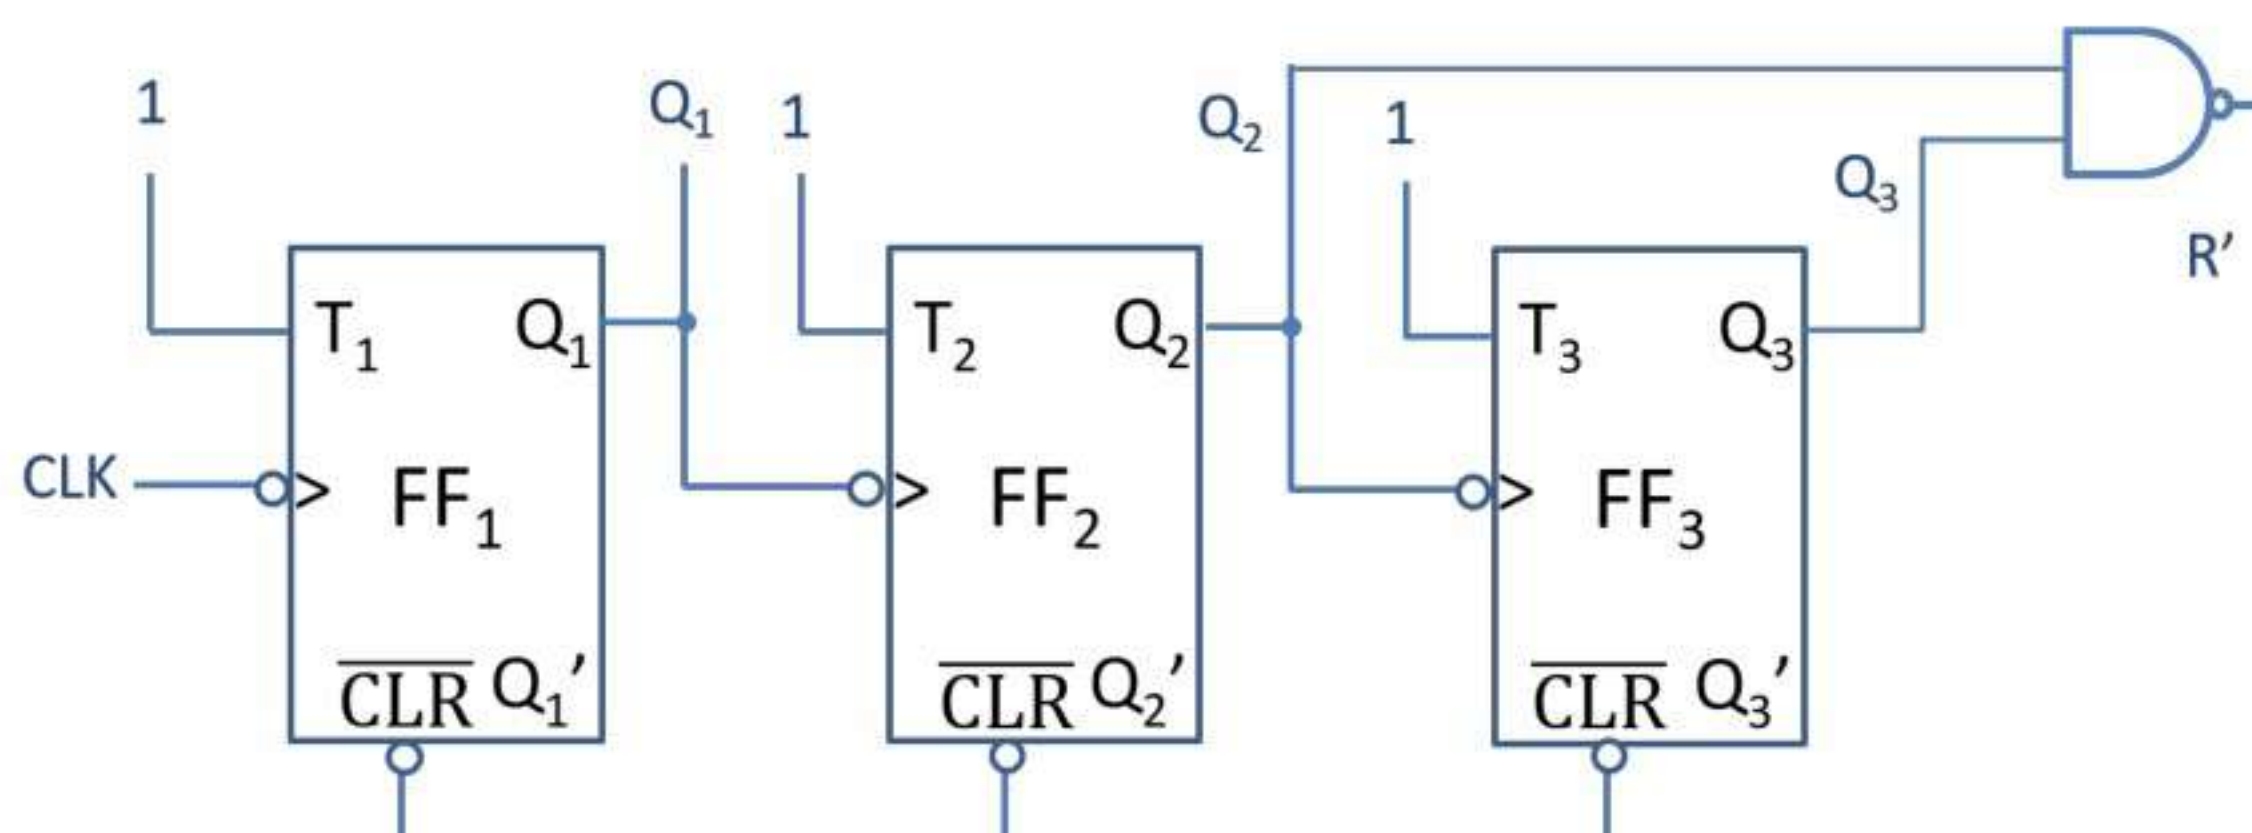 1
Q₁
1
Q₂
1
Q₃
R’
T₁ Q₁
T₂ Q₂
T₃ Q₃
CLK > FF₁
> FF₂
> FF₃
CLR Q₁’
CLR Q₂’
CLR Q₃’